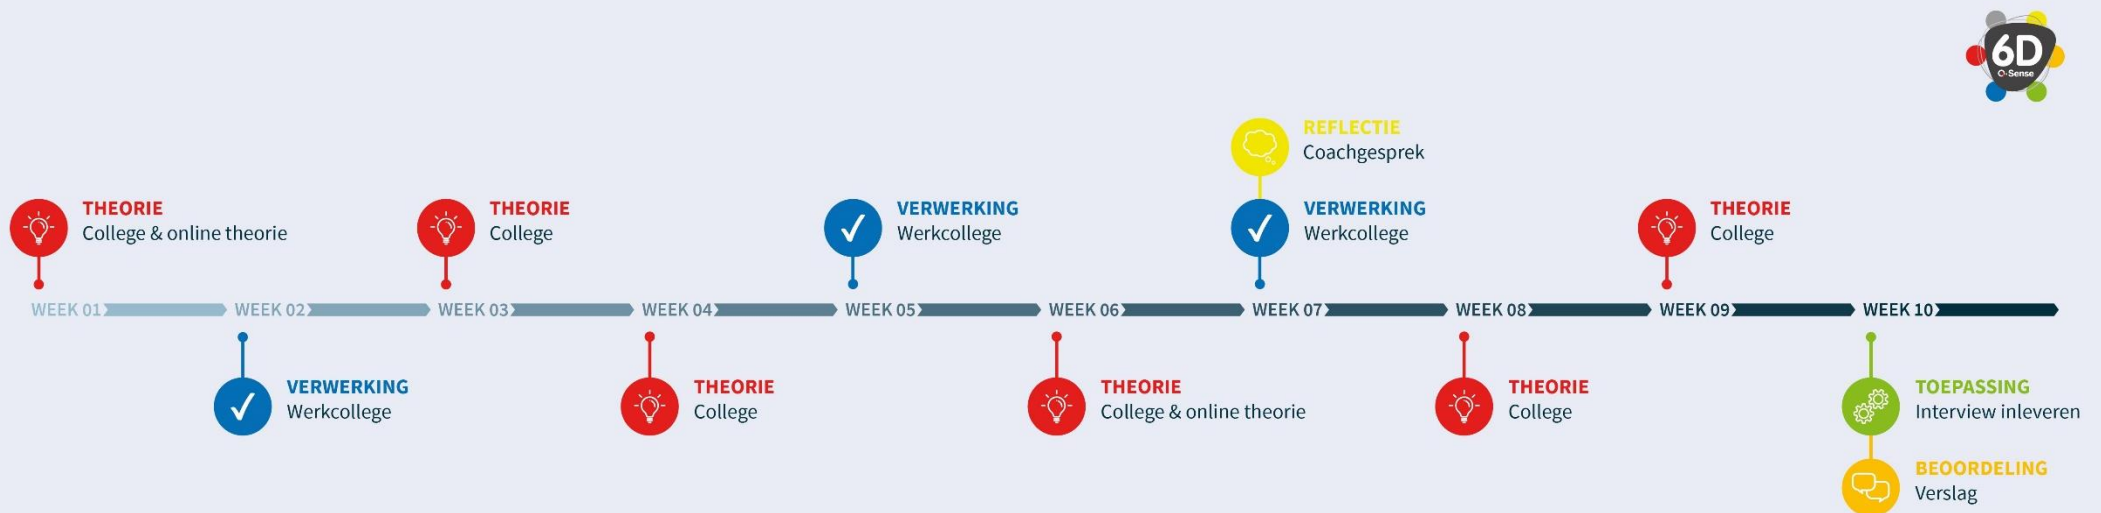 6D
Q·Sense
REFLECTIE
Coachgesprek
THEORIE
College & online theorie
THEORIE
College
VERWERKING
Werkcollege
VERWERKING
Werkcollege
THEORIE
College
WEEK 01
WEEK 02
WEEK 03
WEEK 04
WEEK 05
WEEK 06
WEEK 07
WEEK 08
WEEK 09
WEEK 10
VERWERKING
Werkcollege
THEORIE
College
THEORIE
College & online theorie
THEORIE
College
TOEPASSING
Interview inleveren
BEOORDELING
Verslag